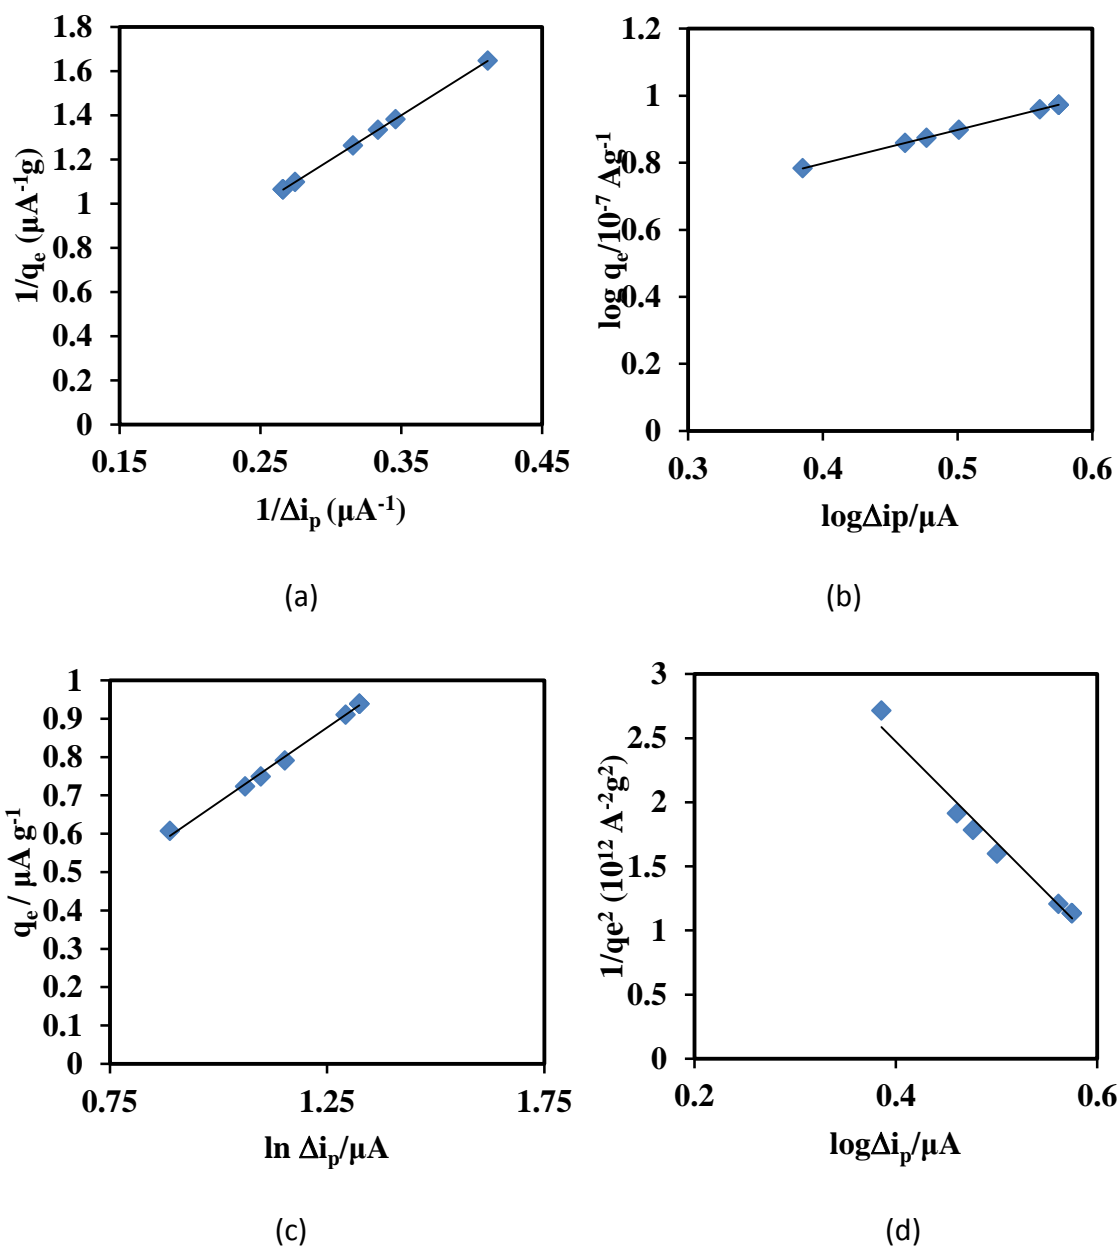 1.8
1.6
1.4
1.2
1
0.8
0.6
0.4
0.2
0
0.15 0.25 0.35 0.45
1/qe (µA-1g)
1/Δip (µA-1)
(a)
1.2
1
0.8
0.6
0.4
0.2
0
0.3 0.4 0.5 0.6
log qe/10-7 Ag-1
logΔip/µA
(b)
1
0.9
0.8
0.7
0.6
0.5
0.4
0.3
0.2
0.1
0
0.75 1.25 1.75
qe / µA g-1
ln Δip/µA
(c)
3
2.5
2
1.5
1
0.5
0
0.2 0.4 0.6
1/qe2 (1012 A-2g2)
logΔip/µA
(d)